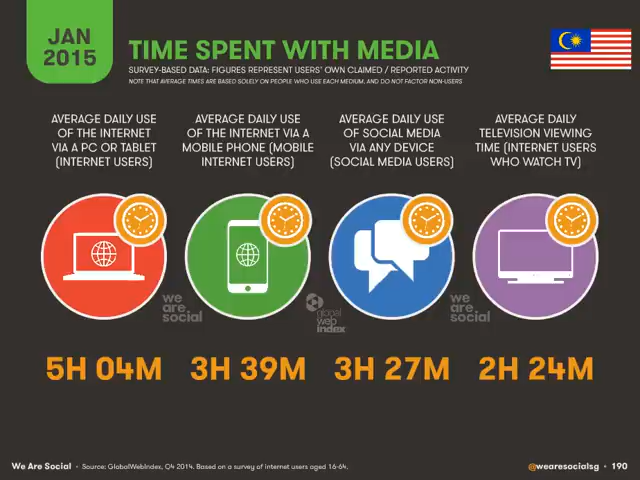 JAN
2015
TIME SPENT WITH MEDIA
SURVEY-BASED DATA: FIGURES REPRESENT USERS' OWN CLAIMED / REPORTED ACTIVITY
NOTE THAT AVERAGE TIMES ARE BASED SOLELY ON PEOPLE WHO USE EACH MEDIUM, AND DO NOT FACTOR NON-USERS
AVERAGE DAILY USE
OF THE INTERNET
VIA A PC OR TABLET
(INTERNET USERS)
AVERAGE DAILY USE
OF THE INTERNET VIA A
MOBILE PHONE (MOBILE
INTERNET USERS)
AVERAGE DAILY USE
OF SOCIAL MEDIA
VIA ANY DEVICE
(SOCIAL MEDIA USERS)
AVERAGE DAILY
TELEVISION VIEWING
TIME (INTERNET USERS
WHO WATCH TV)
we
are
social
global
web
index
we
are
social
5H 04M
3H 39M
3H 27M
2H 24M
We Are Social • Source: GlobalWebIndex, Q4 2014. Based on a survey of internet users aged 16-64.
@wearesocialsg • 190